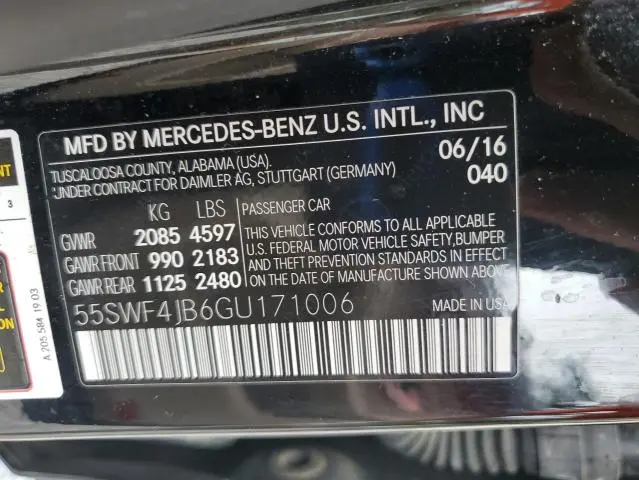 MFD BY MERCEDES-BENZ U.S. INTL., INC
TUSCALOOSA COUNTY, ALABAMA (USA).
UNDER CONTRACT FOR DAIMLER AG, STUTTGART (GERMANY)
06/16
040
KG LBS
GVWR 2085 4597
GAWR FRONT 990 2183
GAWR REAR 1125 2480
PASSENGER CAR
THIS VEHICLE CONFORMS TO ALL APPLICABLE
U.S. FEDERAL MOTOR VEHICLE SAFETY,BUMPER
AND THEFT PREVENTION STANDARDS IN EFFECT
ON THE DATE OF MANUFACTURE SHOWN ABOVE
55SWF4JB6GU171006
MADE IN USA
A 205 584 19 03
NT
3